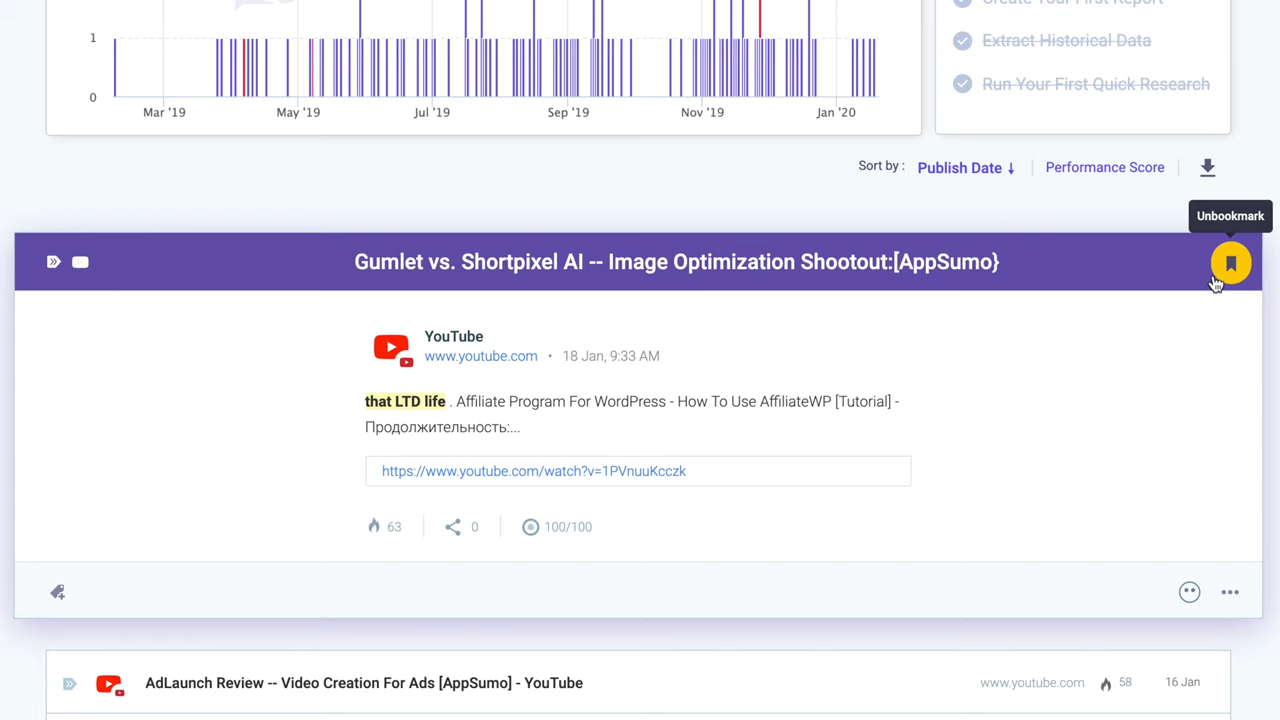 Create Your First Report
1
Extract Historical Data
Run Your First Quick Research
0
Mar '19
May '19
Jul '19
Sep '19
Nov '19
Jan '20
Sort by :
Publish Date ↓
Performance Score
Unbookmark
Gumlet vs. Shortpixel AI -- Image Optimization Shootout:[AppSumo}
YouTube
www.youtube.com • 18 Jan, 9:33 AM
that LTD life . Affiliate Program For WordPress - How To Use AffiliateWP [Tutorial] -
Продолжительность:...
https://www.youtube.com/watch?v=1PVnuuKcczk
63
0
100/100
AdLaunch Review -- Video Creation For Ads [AppSumo] - YouTube
www.youtube.com
58
16 Jan